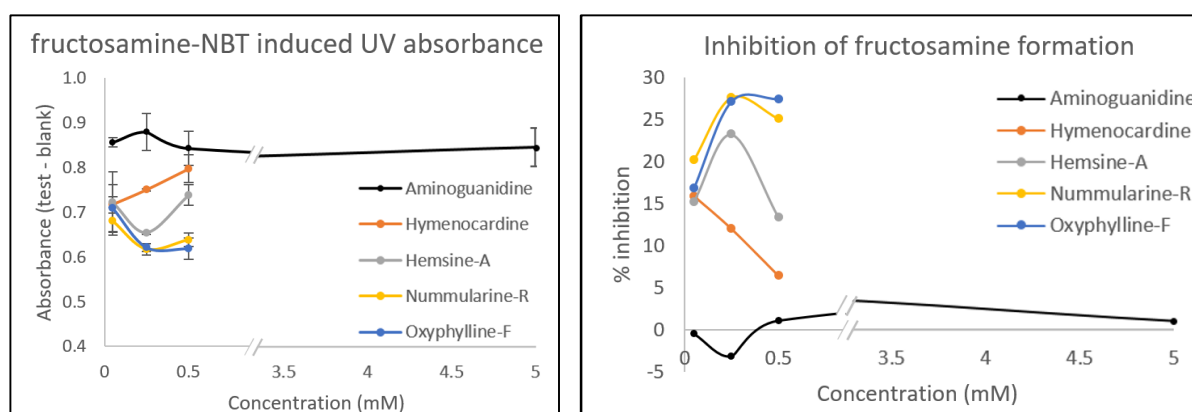 fructosamine-NBT induced UV absorbance
Absorbance (test - blank)
1.0
0.9
0.8
0.7
0.6
0.5
0.4
Aminoguanidine
Hymenocardine
Hemsine-A
Nummularine-R
Oxyphylline-F
0 0.5 3.5 4 4.5 5
Concentration (mM)
Inhibition of fructosamine formation
% inhibition
30
25
20
15
10
5
0
-5
Aminoguanidine
Hymenocardine
Hemsine-A
Nummularine-R
Oxyphylline-F
0 0.5 3.5 4 4.5 5
Concentration (mM)